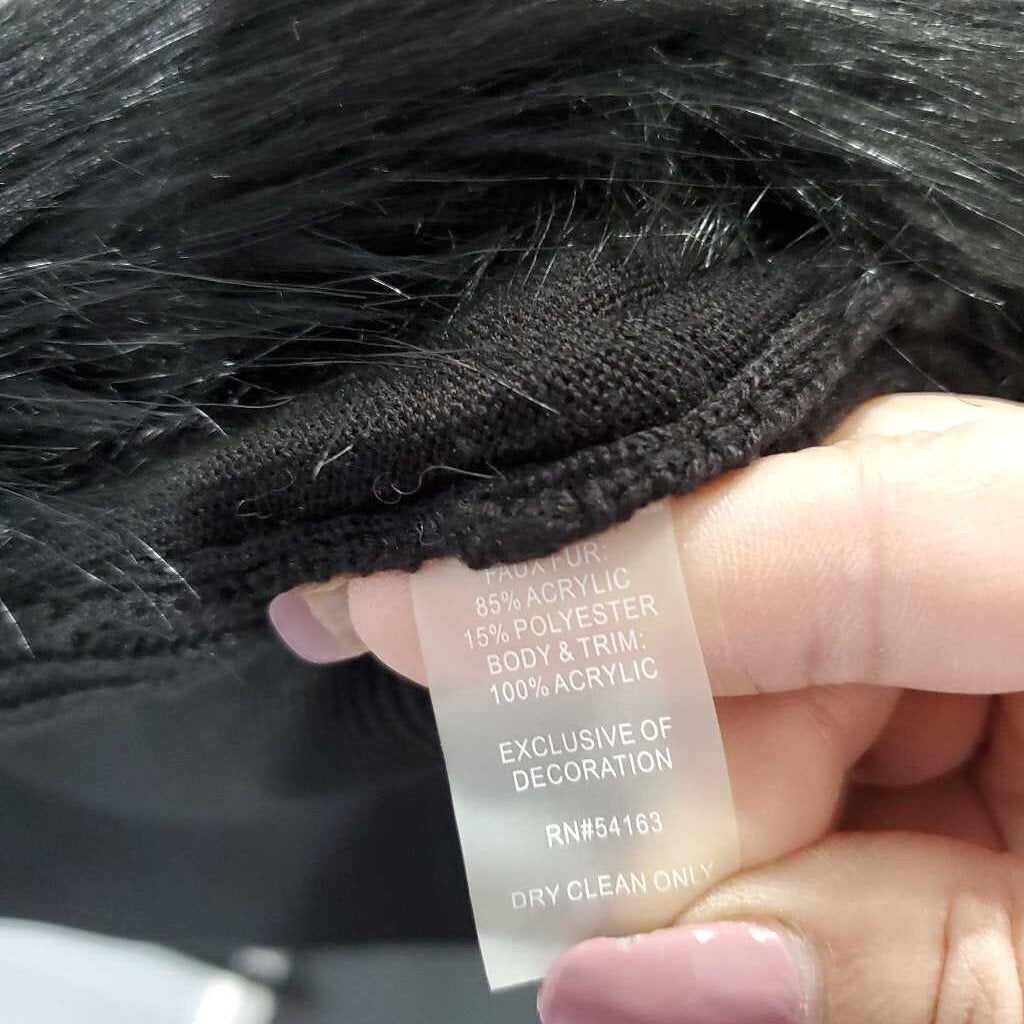 FAUX FUR:
85% ACRYLIC
15% POLYESTER
BODY & TRIM:
100% ACRYLIC
EXCLUSIVE OF
DECORATION
RN#54163
DRY CLEAN ONLY